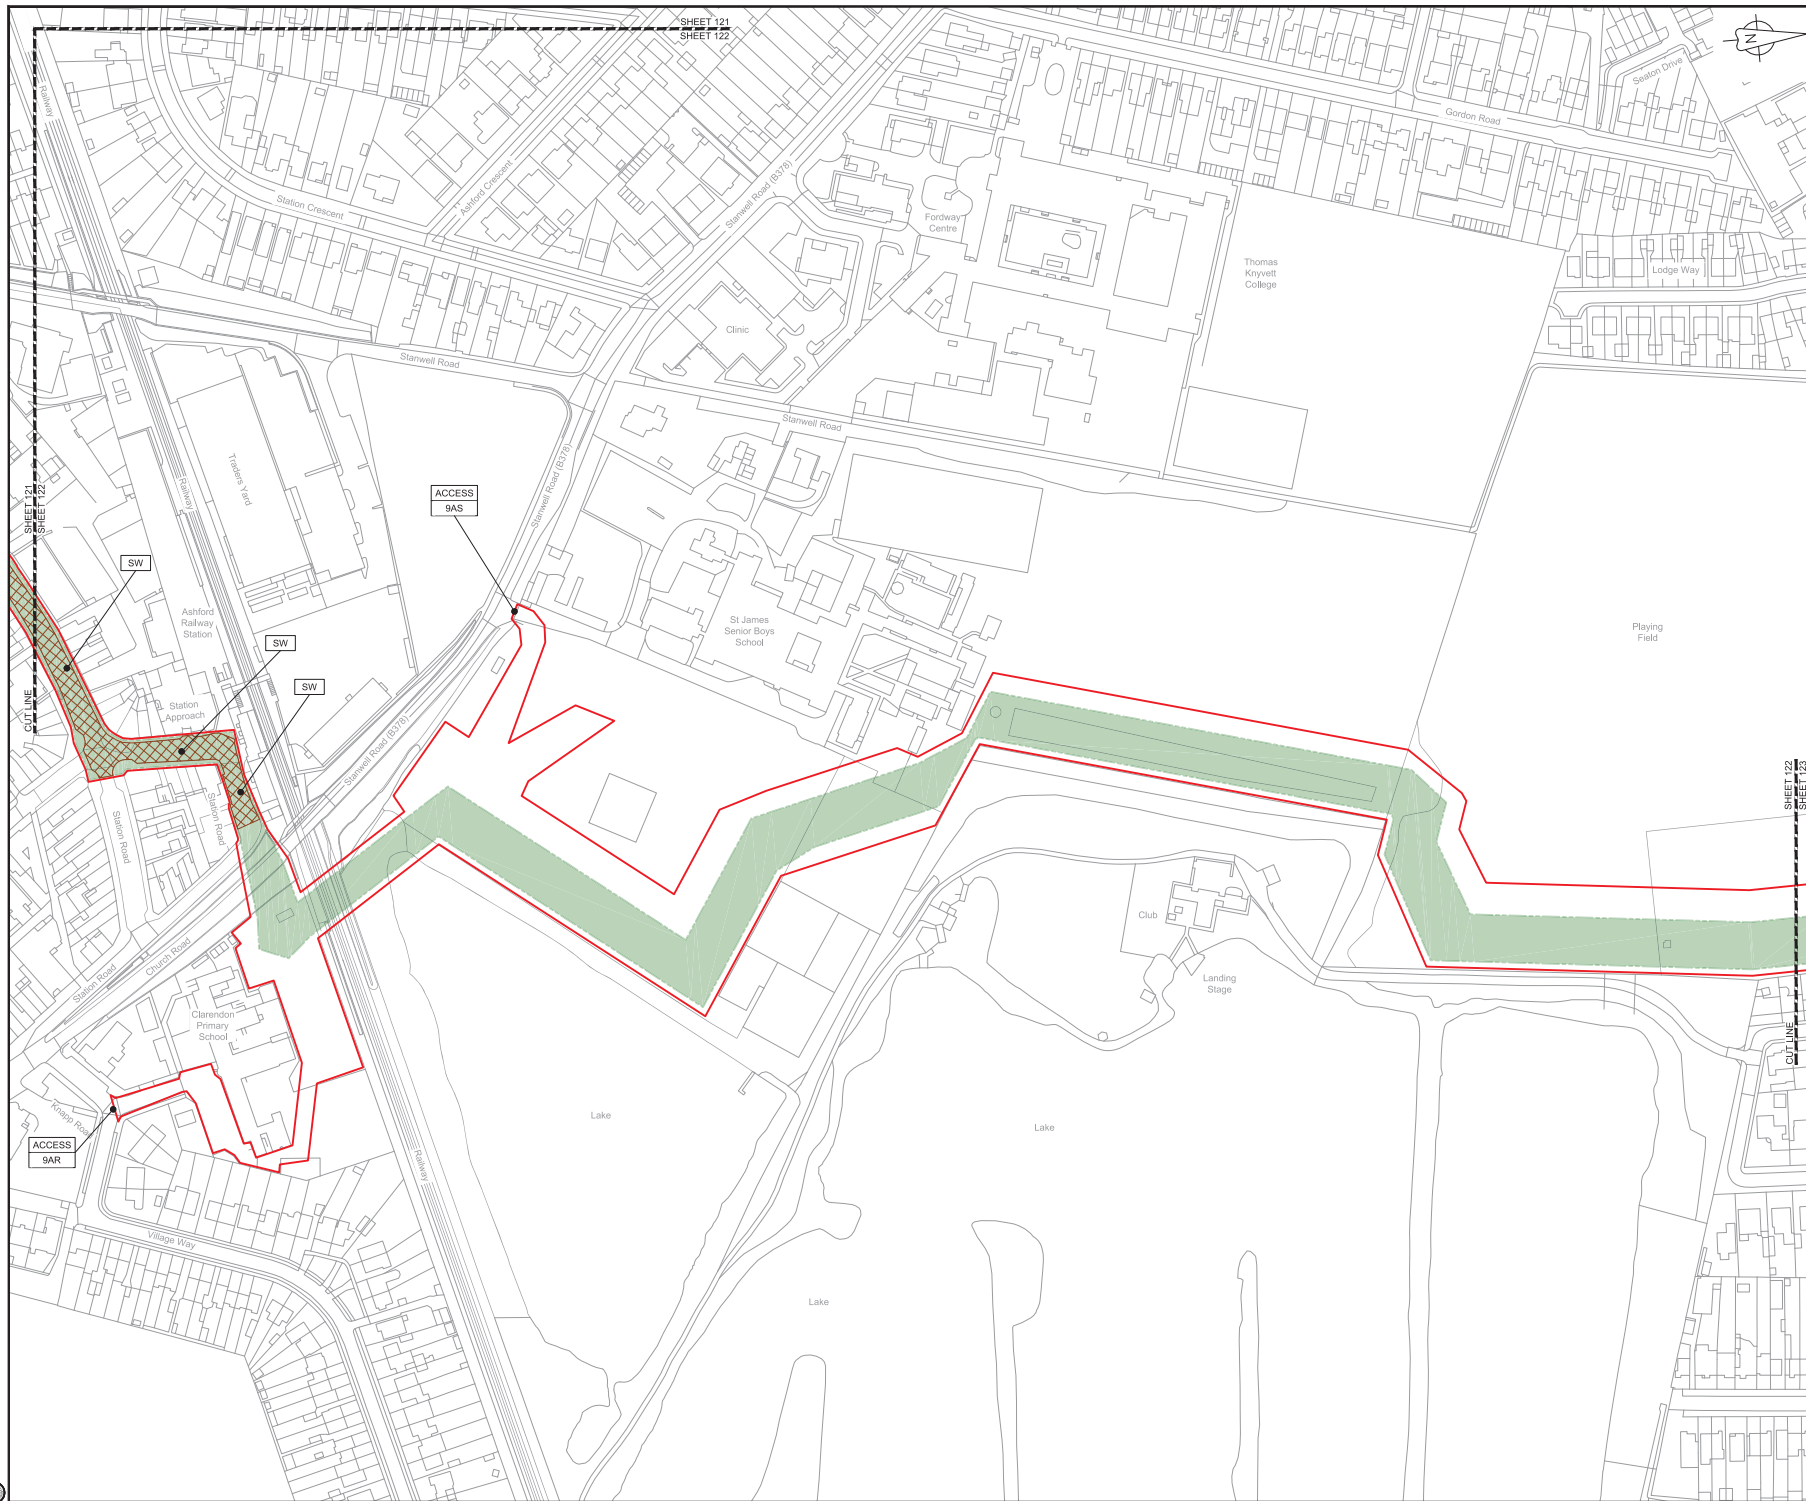 SHEET 121
SHEET 122
N
Railway
Seaton Drive
Gordon Road
Ashford Crescent
Stanwell Road (B378)
Station Crescent
Fordway
Centre
Thomas
Knyvett
College
Lodge Way
Clinic
Stanwell Road
Stanwell Road
Traders Yard
Railway
Stanwell Road (B378)
ACCESS
9AS
SHEET 121
SHEET 122
SW
Ashford
Railway
Station
St James
Senior Boys
School
Playing
Field
SW
SW
CUT LINE
Station
Approach
Stanwell Road (B378)
SHEET 122
SHEET 123
Station Road
Station Road
Club
Church Road
Station Road
Landing
Stage
Clarendon
Primary
School
CUT LINE
Knapp Road
Lake
Lake
ACCESS
9AR
Railway
Village Way
Lake